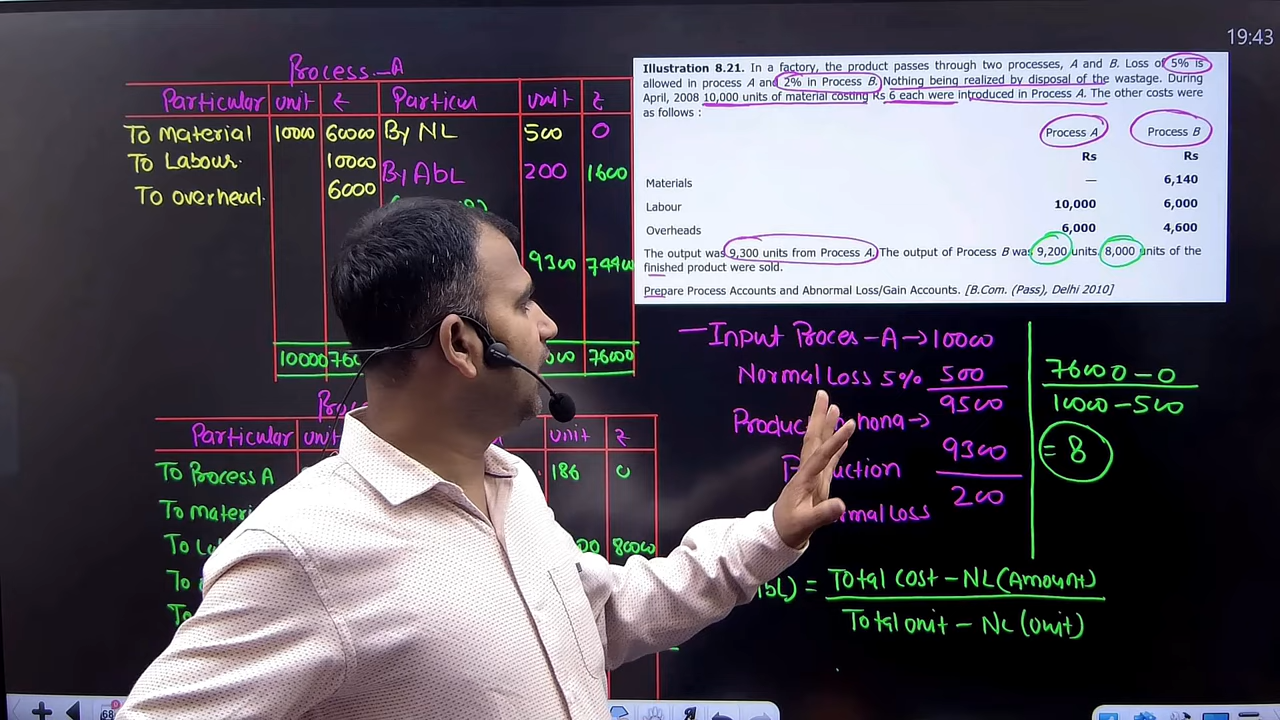 19:43
Process - A
Particular unit ₹ Particus unit ₹
To Material 10000 60000 By NL 500 0
To Labour. 10000 By AbL 200 1600
To overhead. 6000
9300 74400
10000 76000
Illustration 8.21. In a factory, the product passes through two processes, A and B. Loss of 5% is
allowed in process A and 2% in Process B. Nothing being realized by disposal of the wastage. During
April, 2008 10,000 units of material costing Rs 6 each were introduced in Process A. The other costs were
as follows :
Process A Process B
Rs Rs
Materials — 6,140
Labour 10,000 6,000
Overheads 6,000 4,600
The output was 9,300 units from Process A. The output of Process B was 9,200 units. 8,000 units of the
finished product were sold.
Prepare Process Accounts and Abnormal Loss/Gain Accounts. [B.Com. (Pass), Delhi 2010]
Input Proces - A → 10000
Normal Loss 5% 500
9500
hona →
9300
200
Loss
76000 - 0
10000 - 500
= 8
= Total Cost - NL (Amount)
Total unit - NL (unit)
Particular ₹ unit ₹
To Process A 186 0
80000